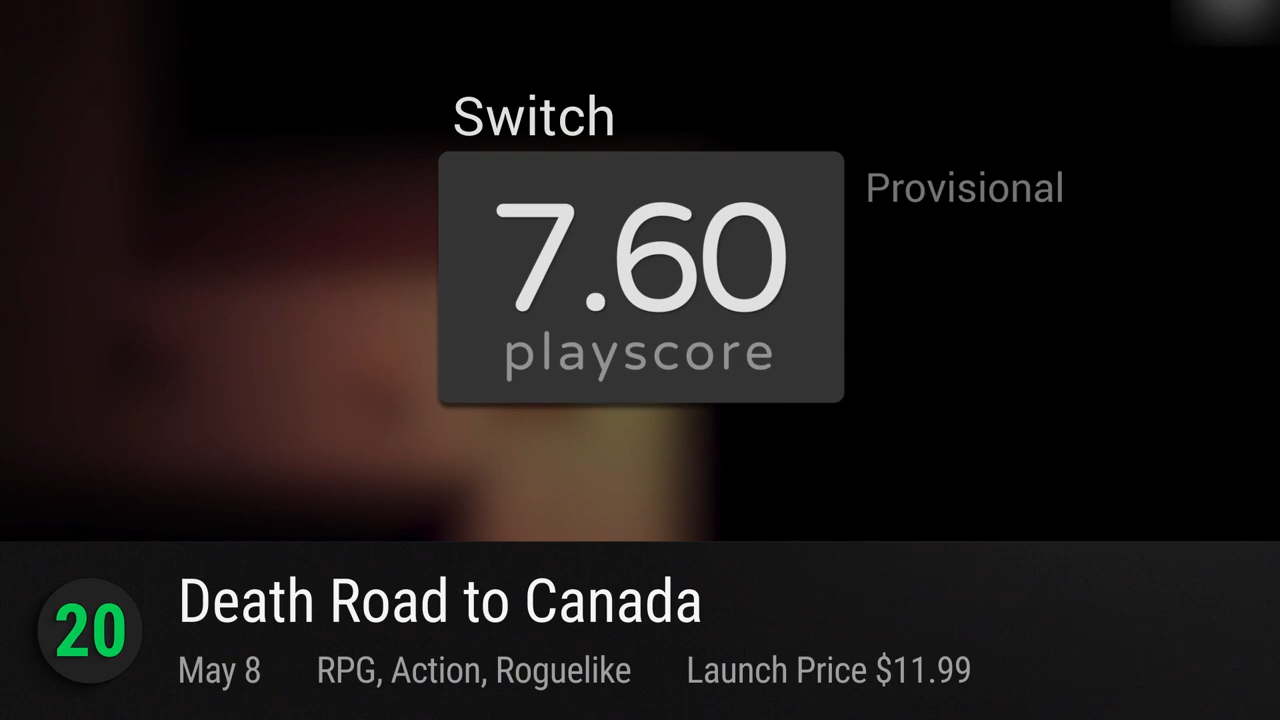 Switch
7.60
playscore
Provisional
20
Death Road to Canada
May 8 RPG, Action, Roguelike Launch Price $11.99